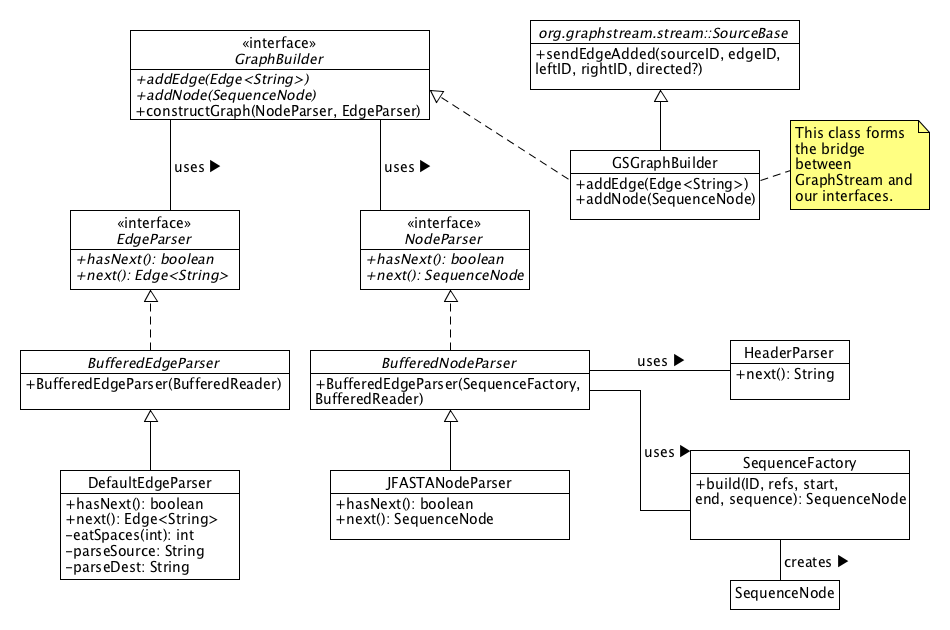 «interface»
GraphBuilder
+addEdge(Edge<String>)
+addNode(SequenceNode)
+constructGraph(NodeParser, EdgeParser)
org.graphstream.stream::SourceBase
+sendEdgeAdded(sourceID, edgeID,
leftID, rightID, directed?)
GSGraphBuilder
+addEdge(Edge<String>)
+addNode(SequenceNode)
This class forms
the bridge
between
GraphStream and
our interfaces.
uses ▶
uses ▶
«interface»
EdgeParser
+hasNext(): boolean
+next(): Edge<String>
«interface»
NodeParser
+hasNext(): boolean
+next(): SequenceNode
BufferedEdgeParser
+BufferedEdgeParser(BufferedReader)
BufferedNodeParser
+BufferedEdgeParser(SequenceFactory,
BufferedReader)
uses ▶
HeaderParser
+next(): String
uses ▶
SequenceFactory
+build(ID, refs, start,
end, sequence): SequenceNode
DefaultEdgeParser
+hasNext(): boolean
+next(): Edge<String>
−eatSpaces(int): int
−parseSource: String
−parseDest: String
JFASTANodeParser
+hasNext(): boolean
+next(): SequenceNode
creates ▶
SequenceNode